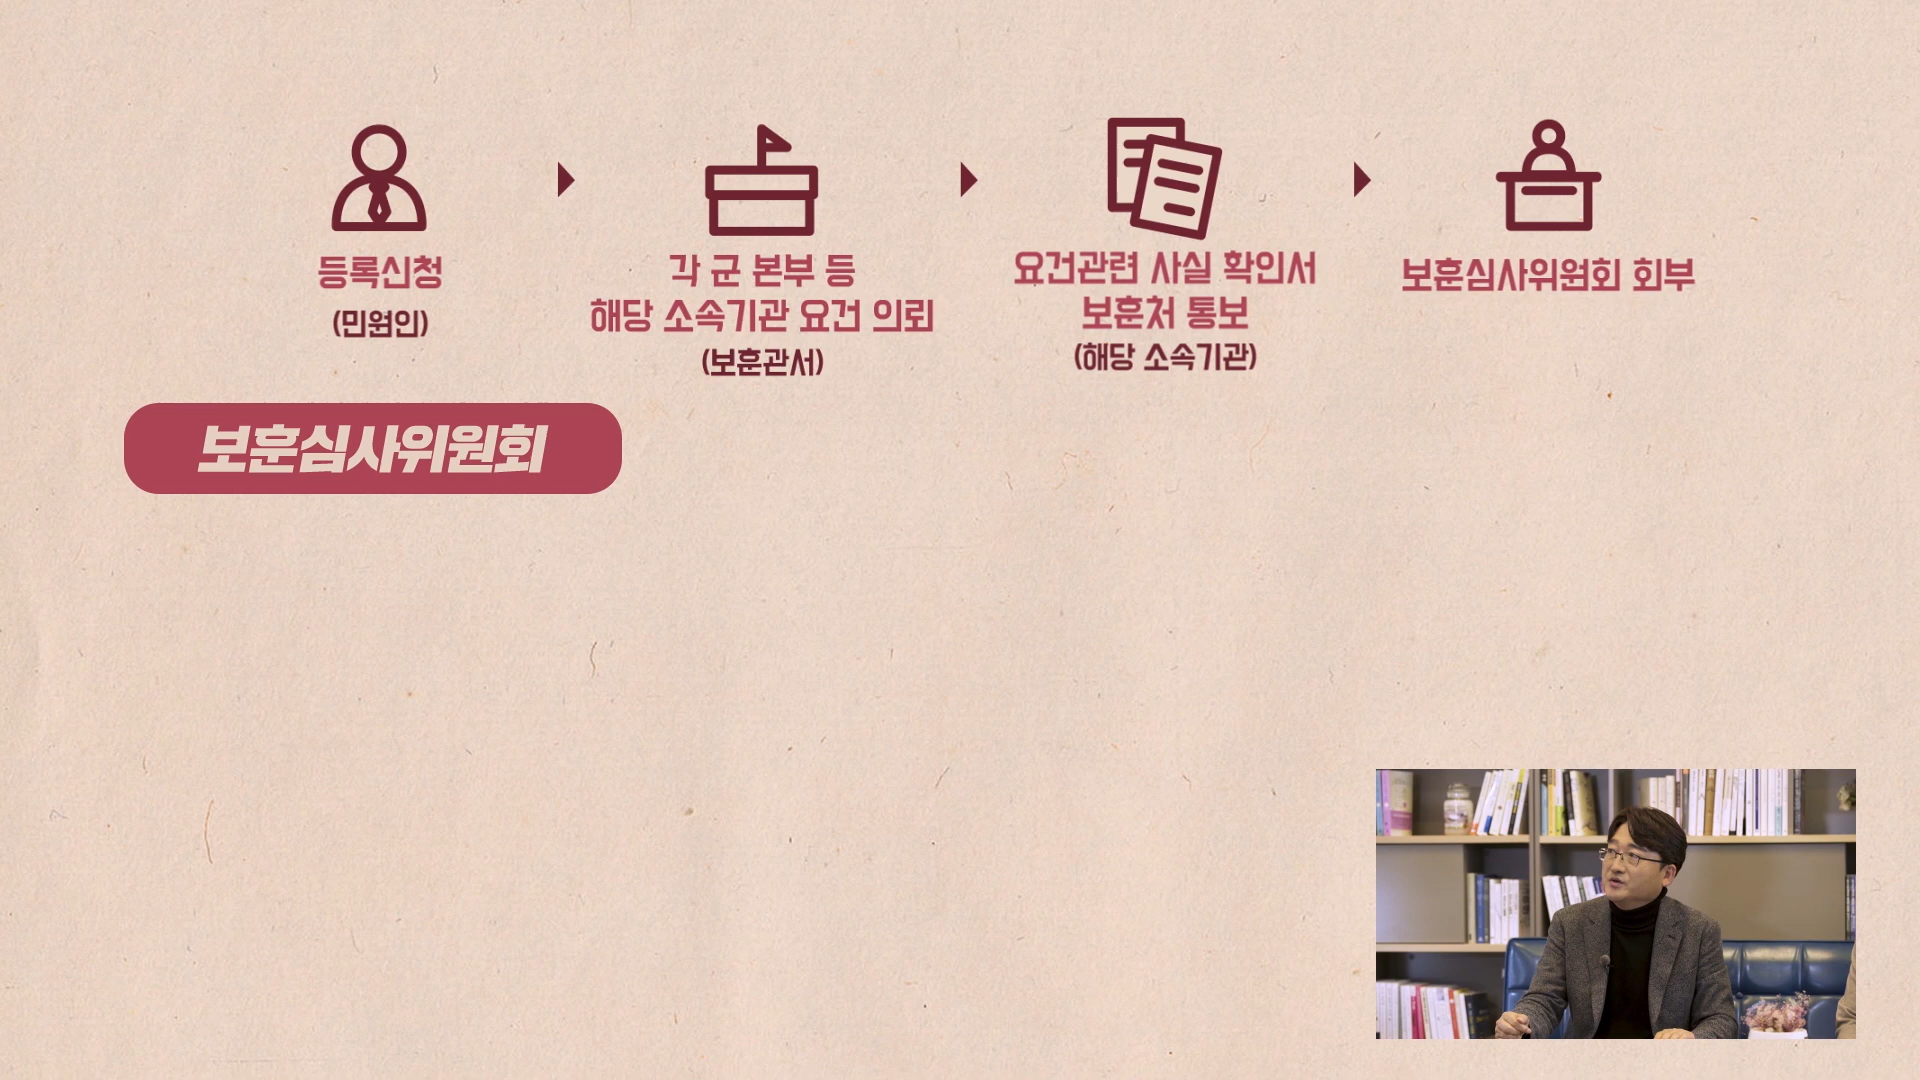 등록신청
(민원인)
각 군 본부 등
해당 소속기관 요건 의뢰
(보훈관서)
요건관련 사실 확인서
보훈처 통보
(해당 소속기관)
보훈심사위원회 회부
보훈심사위원회